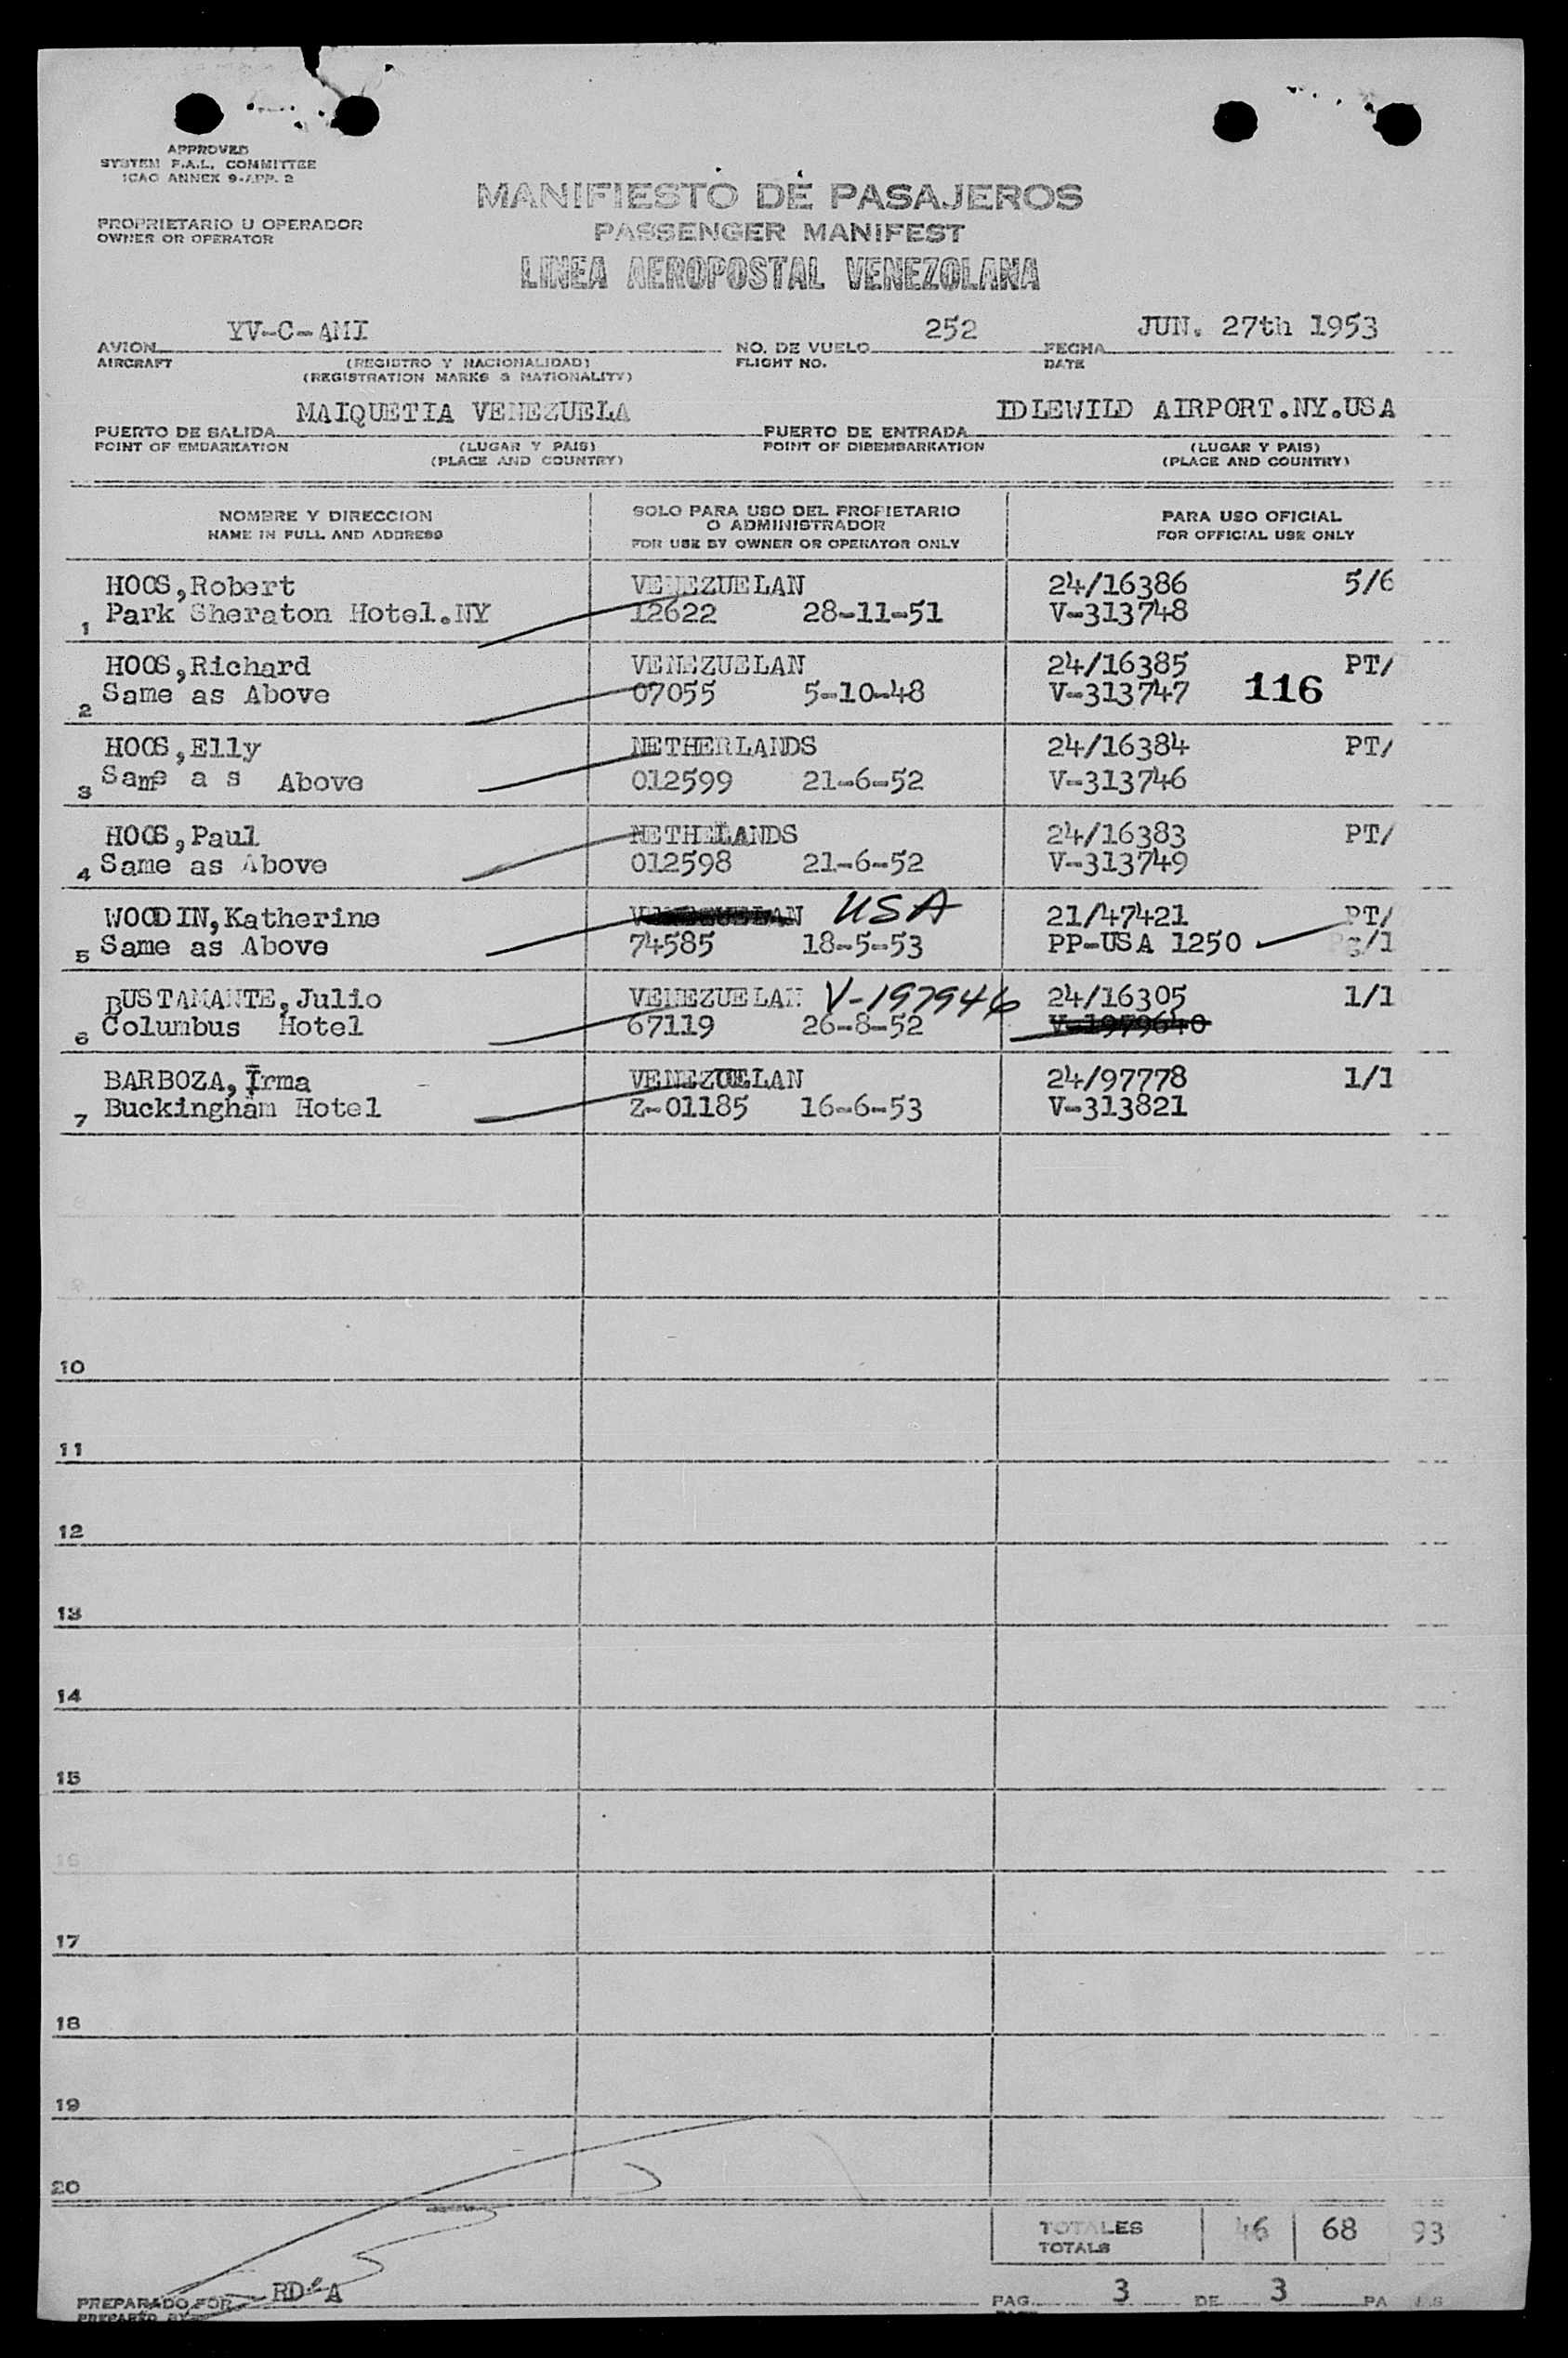 APPROVED
SYSTEM F.A.L. COMMITTEE
ICAO ANNEX 9-APP. 2
MANIFIESTO DE PASAJEROS
PROPRIETARIO U OPERADOR
OWNER OR OPERATOR
PASSENGER MANIFEST
LINEA AEROPOSTAL VENEZOLANA
AVION YV-C-AMI NO. DE VUELO 252 FECHA JUN. 27th 1953
AIRCRAFT (REGISTRO Y NACIONALIDAD) FLIGHT NO. DATE
(REGISTRATION MARKS & NATIONALITY)
PUERTO DE SALIDA MAIQUETIA VENEZUELA PUERTO DE ENTRADA IDLEWILD AIRPORT.NY.USA
POINT OF EMBARKATION (LUGAR Y PAIS) POINT OF DISEMBARKATION (LUGAR Y PAIS)
(PLACE AND COUNTRY) (PLACE AND COUNTRY)
NOMBRE Y DIRECCION SOLO PARA USO DEL PROPIETARIO PARA USO OFICIAL
O ADMINISTRADOR
NAME IN FULL AND ADDRESS FOR USE BY OWNER OR OPERATOR ONLY FOR OFFICIAL USE ONLY
HOOS,Robert VENEZUELAN 24/16386 5/6
1 Park Sheraton Hotel.NY 12622 28-11-51 V-313748
HOOS,Richard VENEZUELAN 24/16385 PT/
2 Same as Above 07055 5-10-48 V-313747 116
HOOS,Elly NETHERLANDS 24/16384 PT/
3 Same a s Above 012599 21-6-52 V-313746
HOOS,Paul NETHELANDS 24/16383 PT/
4 Same as Above 012598 21-6-52 V-313749
WOODIN,Katherine VENEZUELAN USA 21/47421 PT/
5 Same as Above 74585 18-5-53 PP-USA 1250 Pg/1
BUSTAMANTE,Julio VENEZUELAN V-197946 24/16305 1/1
6 Columbus Hotel 67119 26-8-52 V-1979640
BARBOZA,Irma VENEZUELAN 24/97778 1/1
7 Buckingham Hotel Z-01185 16-6-53 V-313821
10
11
12
13
14
15
16
17
18
19
20
TOTALES 46 68 93
TOTALS
PREPARADO POR RD A PAG. 3 DE 3 PA
PREPARED BY